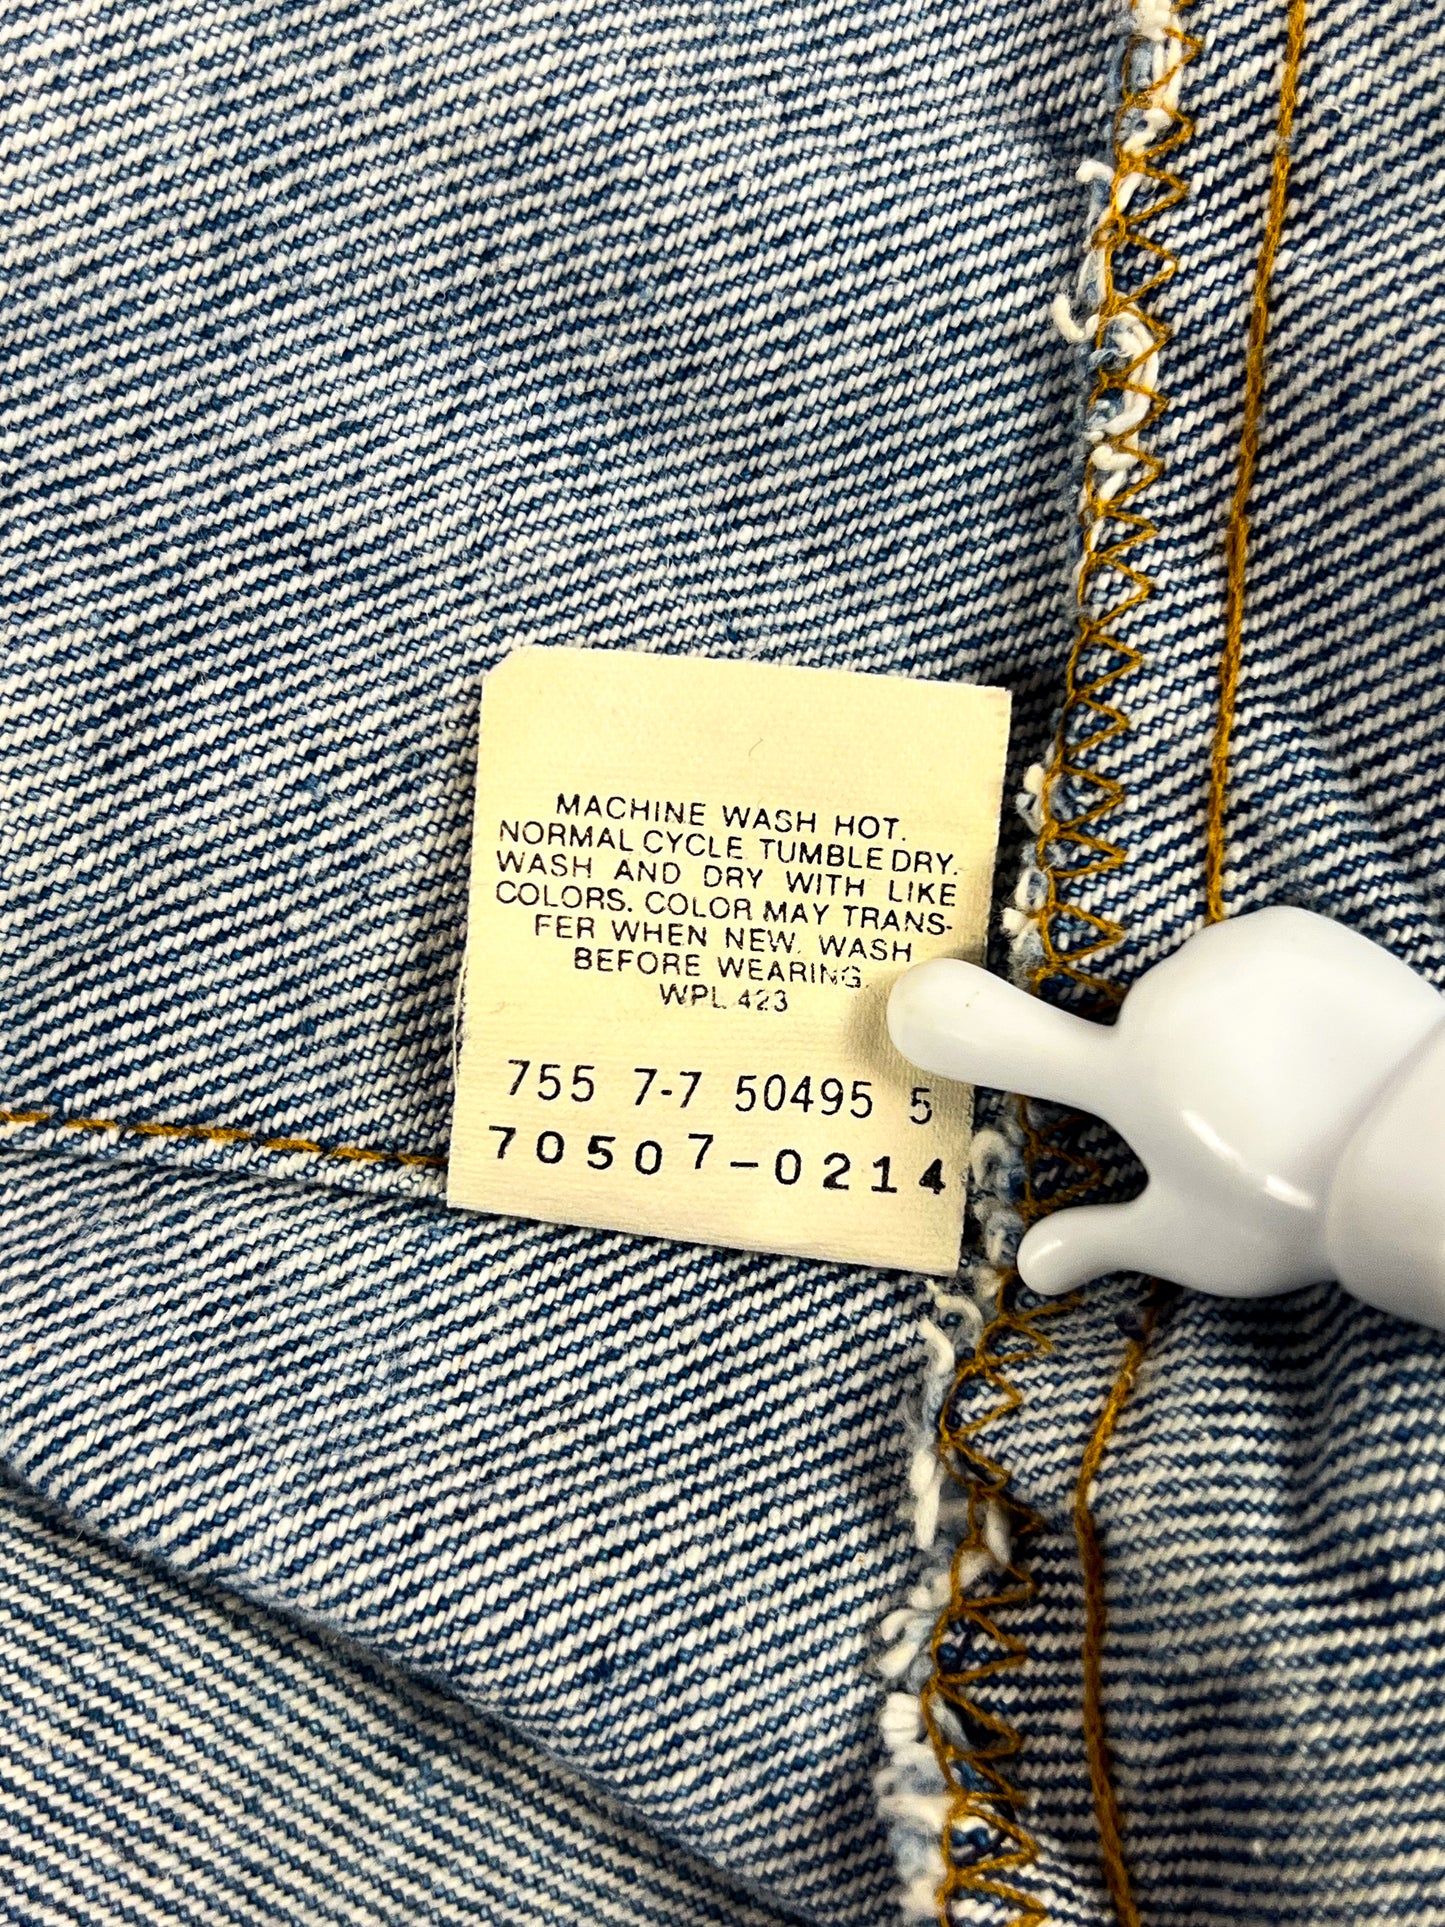 MACHINE WASH HOT.
NORMAL CYCLE TUMBLE DRY.
WASH AND DRY WITH LIKE
COLORS. COLOR MAY TRANS-
FER WHEN NEW. WASH
BEFORE WEARING.
WPL 423
755 7-7 50495 5
70507-0214